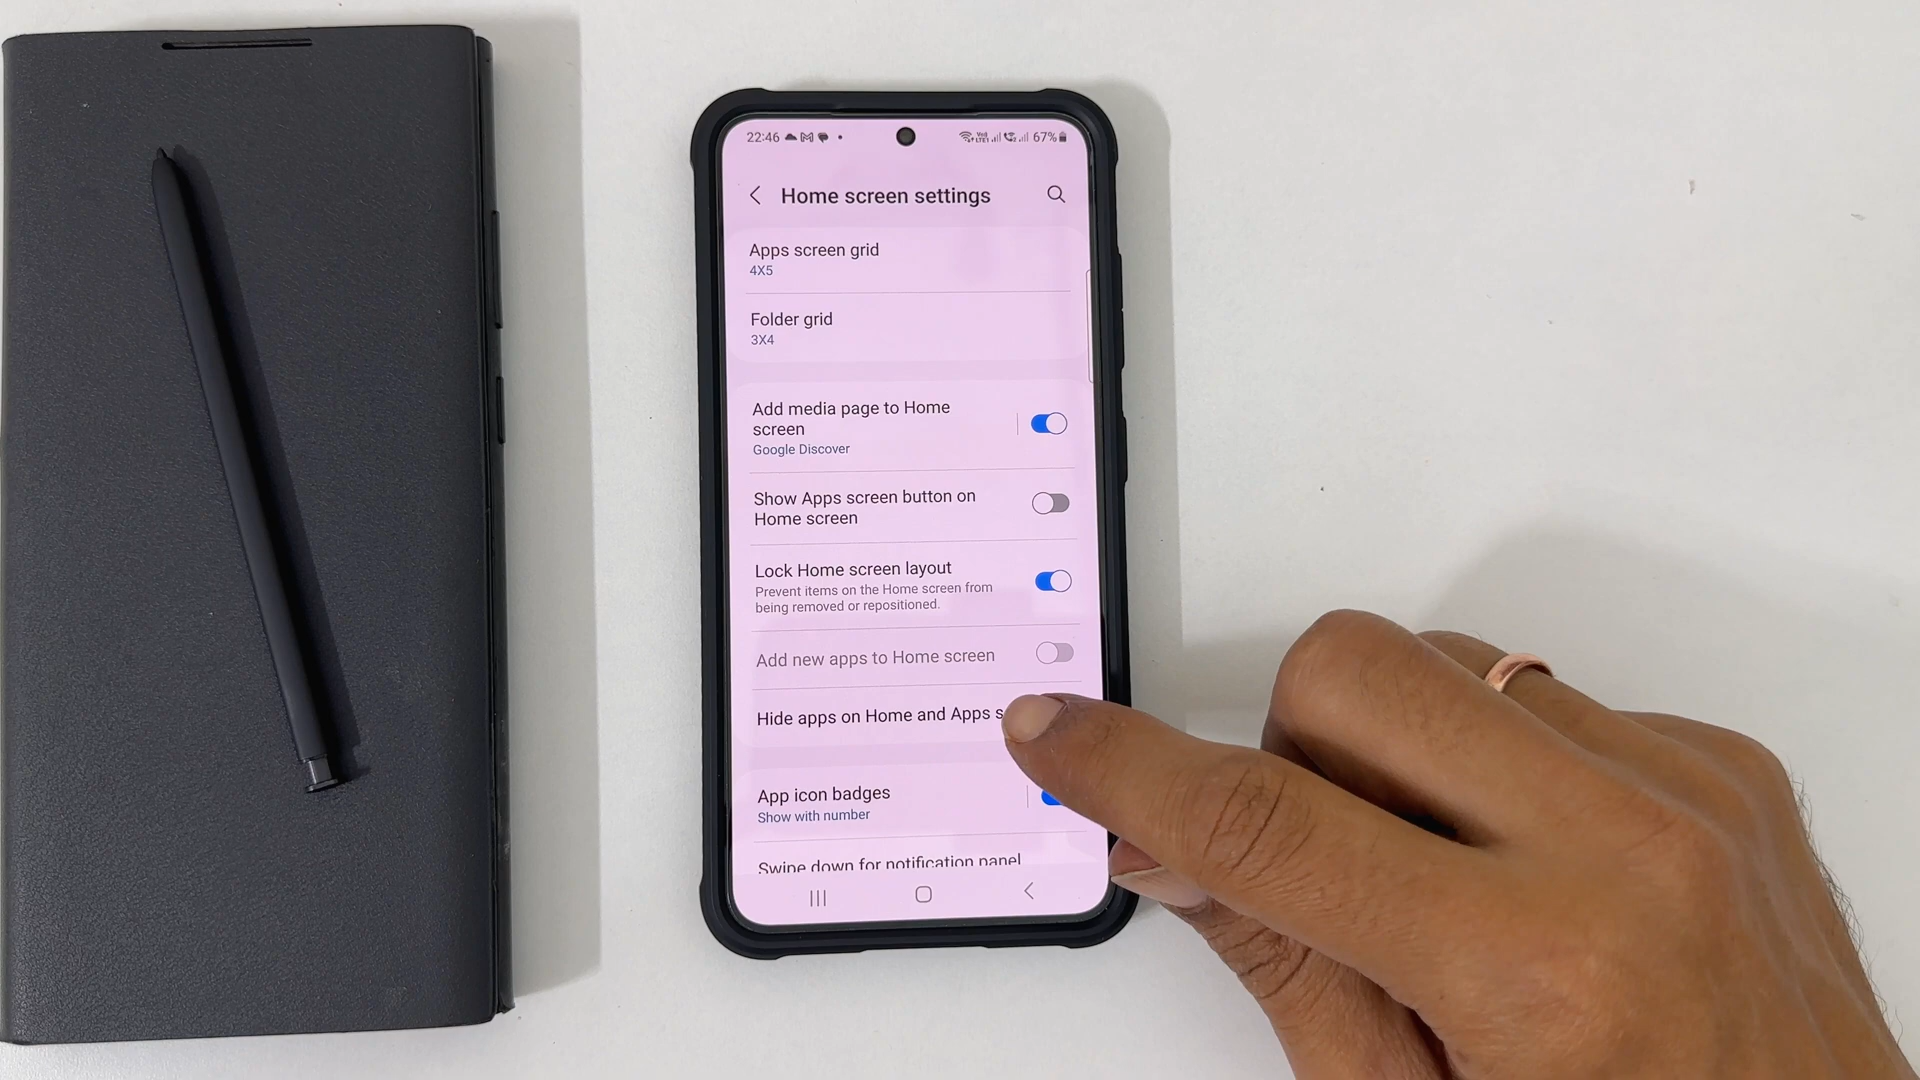 22:46
67%
Home screen settings
Apps screen grid
4X5
Folder grid
3X4
Add media page to Home
screen
Google Discover
Show Apps screen button on
Home screen
Lock Home screen layout
Prevent items on the Home screen from
being removed or repositioned.
Add new apps to Home screen
Hide apps on Home and Apps s
App icon badges
Show with number
Swipe down for notification panel